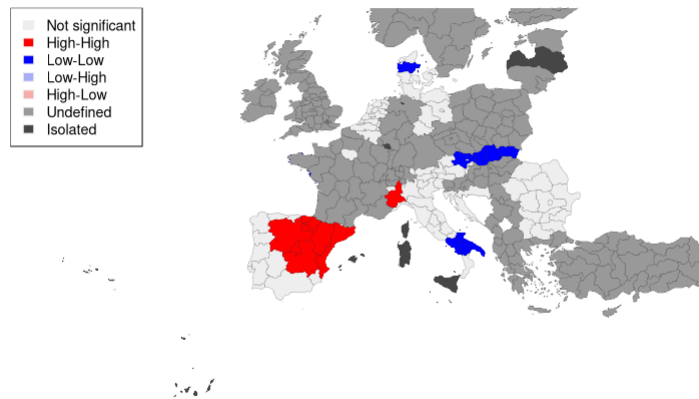 Not significant
High-High
Low-Low
Low-High
High-Low
Undefined
Isolated